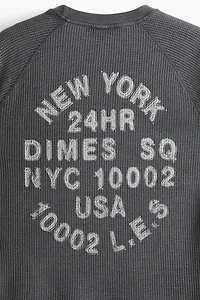 NEW YORK
24HR
DIMES SQ
NYC 10002
USA
10002 L.E.S